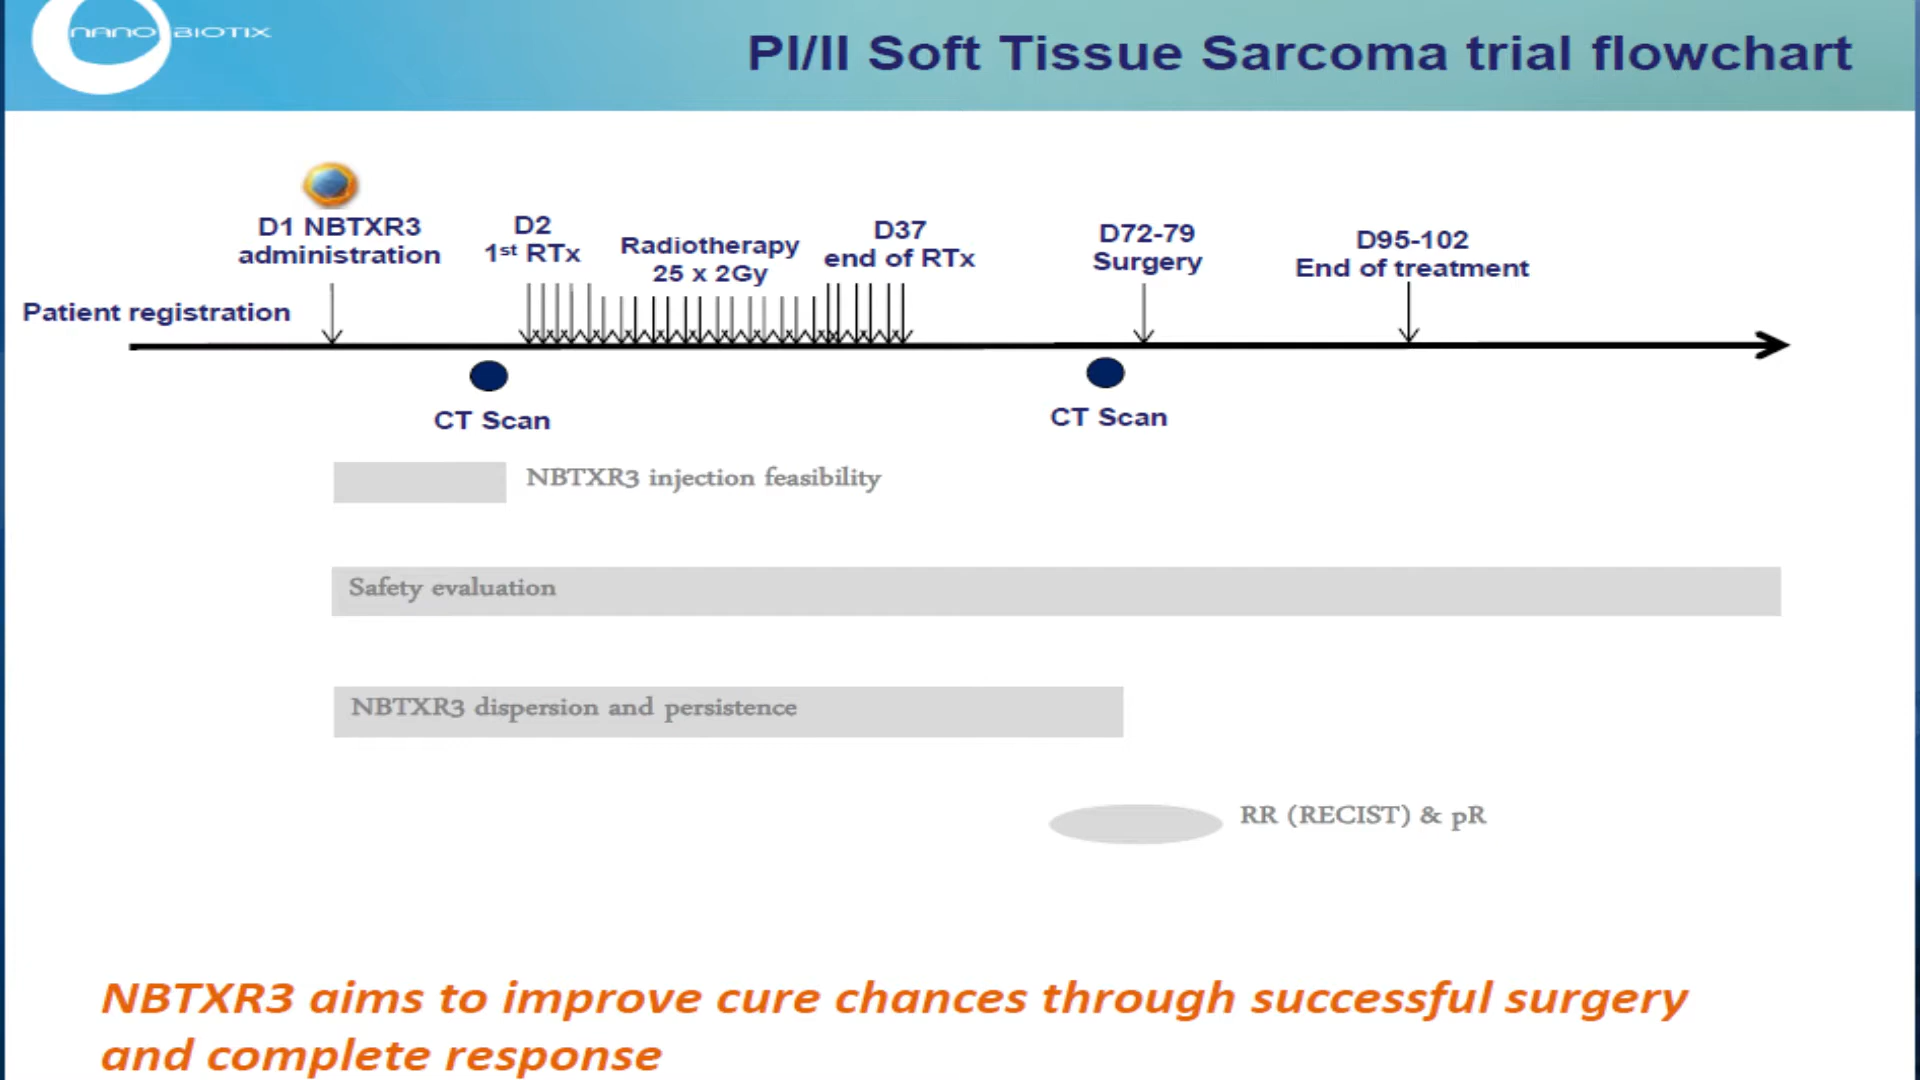 NANOBIOTIX
PI/II Soft Tissue Sarcoma trial flowchart
D1 NBTXR3
administration
D2
1st RTx
Radiotherapy
25 x 2Gy
D37
end of RTx
D72-79
Surgery
D95-102
End of treatment
Patient registration
CT Scan
CT Scan
NBTXR3 injection feasibility
Safety evaluation
NBTXR3 dispersion and persistence
RR (RECIST) & pR
NBTXR3 aims to improve cure chances through successful surgery
and complete response